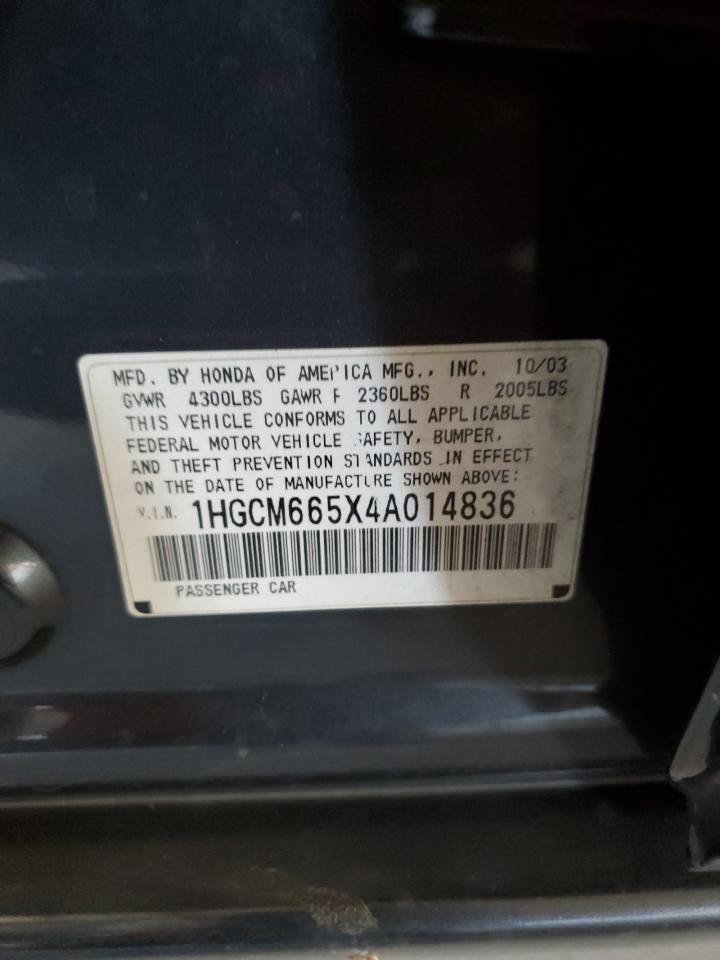 MFD. BY HONDA OF AMERICA MFG., INC. 10/03
GVWR 4300LBS GAWR F 2360LBS R 2005LBS
THIS VEHICLE CONFORMS TO ALL APPLICABLE
FEDERAL MOTOR VEHICLE SAFETY, BUMPER,
AND THEFT PREVENTION STANDARDS IN EFFECT
ON THE DATE OF MANUFACTURE SHOWN ABOVE:
V.I.N. 1HGCM665X4A014836
PASSENGER CAR